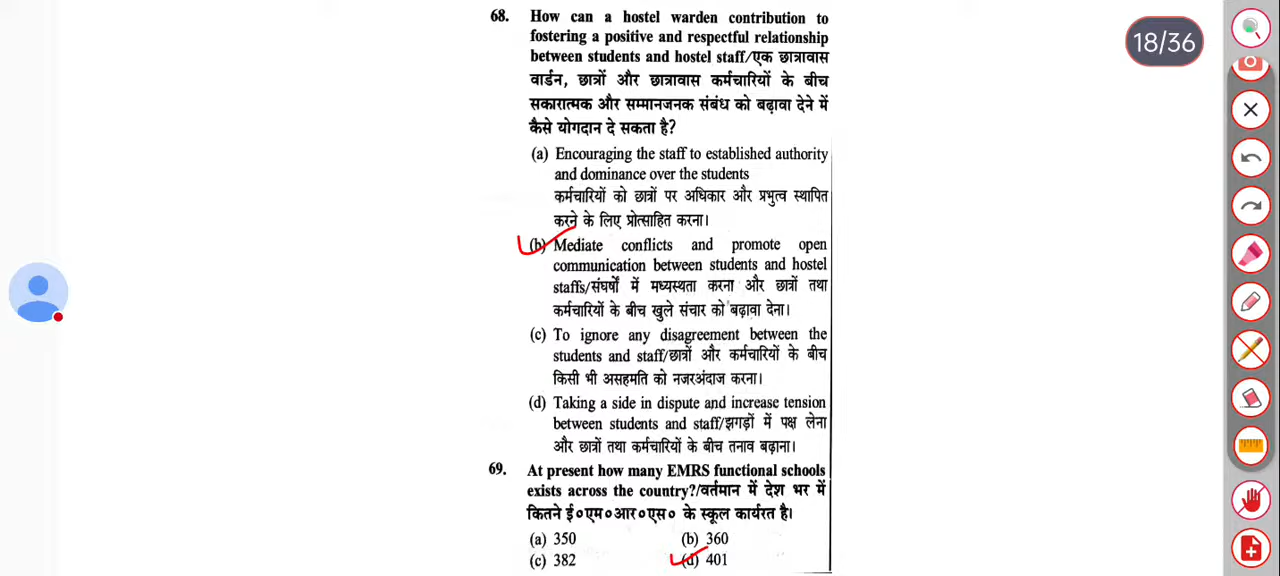 68. How can a hostel warden contribution to
fostering a positive and respectful relationship
between students and hostel staff/एक छात्रावास
वार्डन, छात्रों और छात्रावास कर्मचारियों के बीच
सकारात्मक और सम्मानजनक संबंध को बढ़ावा देने में
कैसे योगदान दे सकता है?
(a) Encouraging the staff to established authority
and dominance over the students
कर्मचारियों को छात्रों पर अधिकार और प्रभुत्व स्थापित
करने के लिए प्रोत्साहित करना।
(b) Mediate conflicts and promote open
communication between students and hostel
staffs/संघर्षों में मध्यस्थता करना और छात्रों तथा
कर्मचारियों के बीच खुले संचार को बढ़ावा देना।
(c) To ignore any disagreement between the
students and staff/छात्रों और कर्मचारियों के बीच
किसी भी असहमति को नजरअंदाज करना।
(d) Taking a side in dispute and increase tension
between students and staff/झगड़ों में पक्ष लेना
और छात्रों तथा कर्मचारियों के बीच तनाव बढ़ाना।
69. At present how many EMRS functional schools
exists across the country?/वर्तमान में देश भर में
कितने ई०एम०आर०एस० के स्कूल कार्यरत है।
(a) 350 (b) 360
(c) 382 (d) 401
18/36